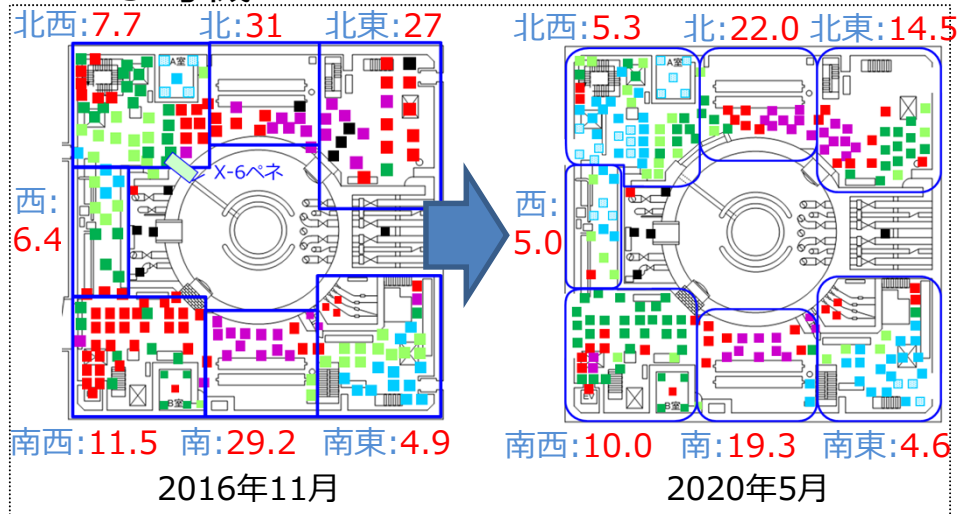 北西:7.7 北:31 北東:27
A室
X-6ペネ
西:
6.4
B室
南西:11.5 南:29.2 南東:4.9
2016年11月
北西:5.3 北:22.0 北東:14.5
A室
西:
5.0
EV
B室
南西:10.0 南:19.3 南東:4.6
2020年5月